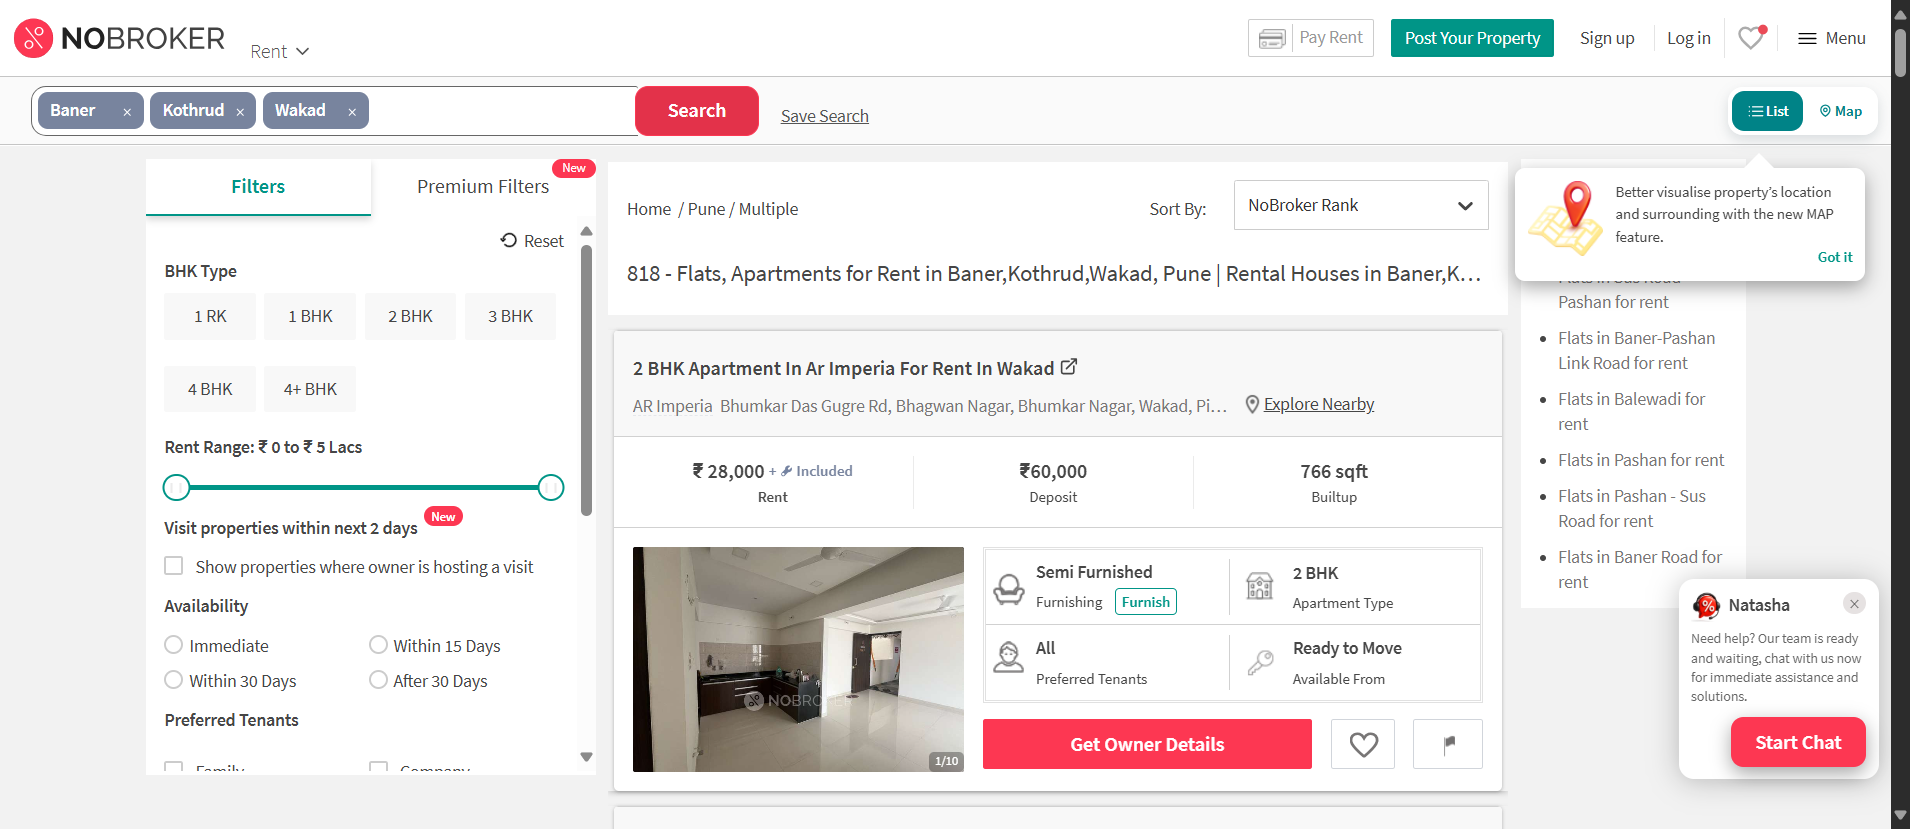 NOBROKER
Rent
Pay Rent
Post Your Property
Sign up
Log in
Menu
Baner ×
Kothrud ×
Wakad ×
Search
Save Search
List
Map
Filters
Premium Filters
New
Reset
BHK Type
1 RK
1 BHK
2 BHK
3 BHK
4 BHK
4+ BHK
Rent Range: ₹ 0 to ₹ 5 Lacs
Visit properties within next 2 days
New
Show properties where owner is hosting a visit
Availability
Immediate
Within 15 Days
Within 30 Days
After 30 Days
Preferred Tenants
Family
Company
Home / Pune / Multiple
Sort By:
NoBroker Rank
818 - Flats, Apartments for Rent in Baner,Kothrud,Wakad, Pune | Rental Houses in Baner,K...
2 BHK Apartment In Ar Imperia For Rent In Wakad
AR Imperia Bhumkar Das Gugre Rd, Bhagwan Nagar, Bhumkar Nagar, Wakad, Pi...
Explore Nearby
₹ 28,000 + Included
Rent
₹60,000
Deposit
766 sqft
Builtup
NOBROKER
1/10
Semi Furnished
Furnishing
Furnish
2 BHK
Apartment Type
All
Preferred Tenants
Ready to Move
Available From
Get Owner Details
Better visualise property's location
and surrounding with the new MAP
feature.
Got it
Flats in Sus Road
Pashan for rent
Flats in Baner-Pashan
Link Road for rent
Flats in Balewadi for
rent
Flats in Pashan for rent
Flats in Pashan - Sus
Road for rent
Flats in Baner Road for
rent
Natasha
Need help? Our team is ready
and waiting, chat with us now
for immediate assistance and
solutions.
Start Chat